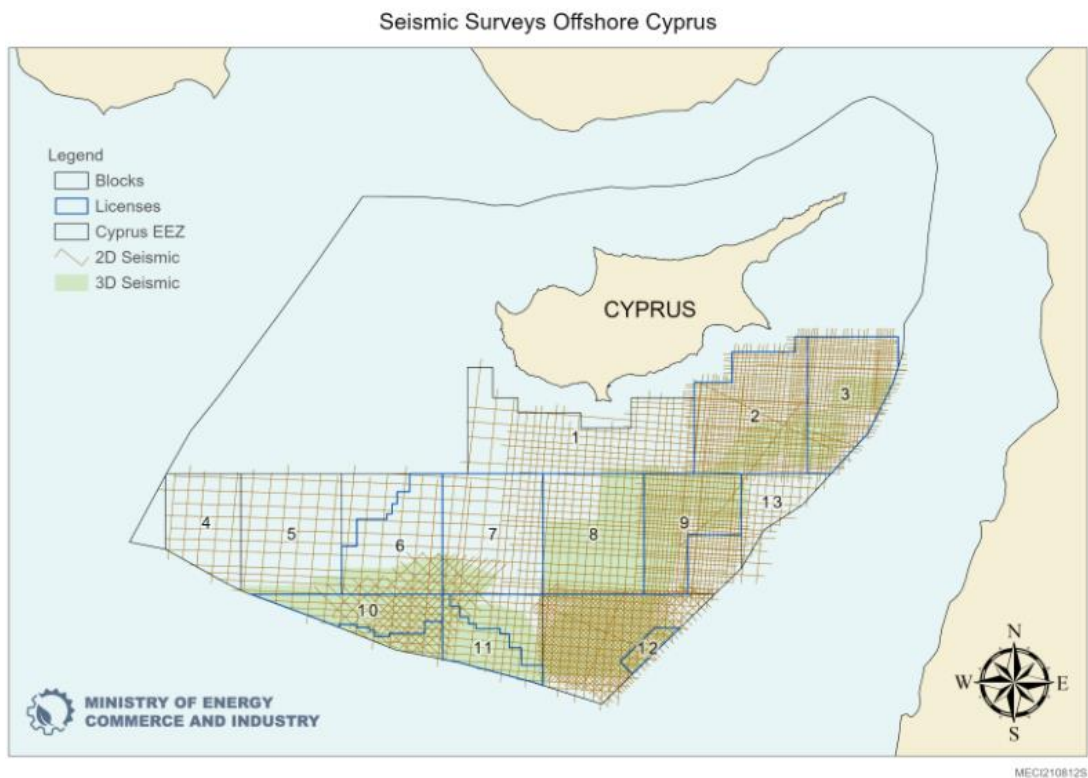 Seismic Surveys Offshore Cyprus
Legend
Blocks
Licenses
Cyprus EEZ
2D Seismic
3D Seismic
CYPRUS
1
2
3
4
5
6
7
8
9
13
10
11
12
N
W
E
S
MINISTRY OF ENERGY
COMMERCE AND INDUSTRY
MECI210812S